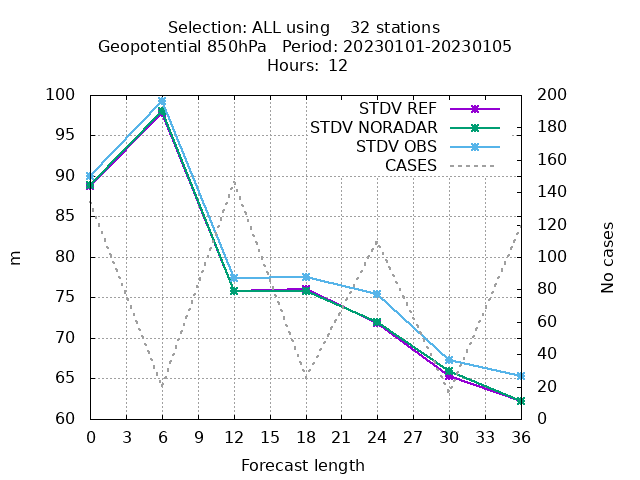 Selection: ALL using    32 stations
Geopotential 850hPa   Period: 20230101-20230105
Hours: 12
STDV REF
STDV NORADAR
STDV OBS
CASES
100
95
90
85
80
75
70
65
60
m
200
180
160
140
120
100
80
60
40
20
0
No cases
0 3 6 9 12 15 18 21 24 27 30 33 36
Forecast length